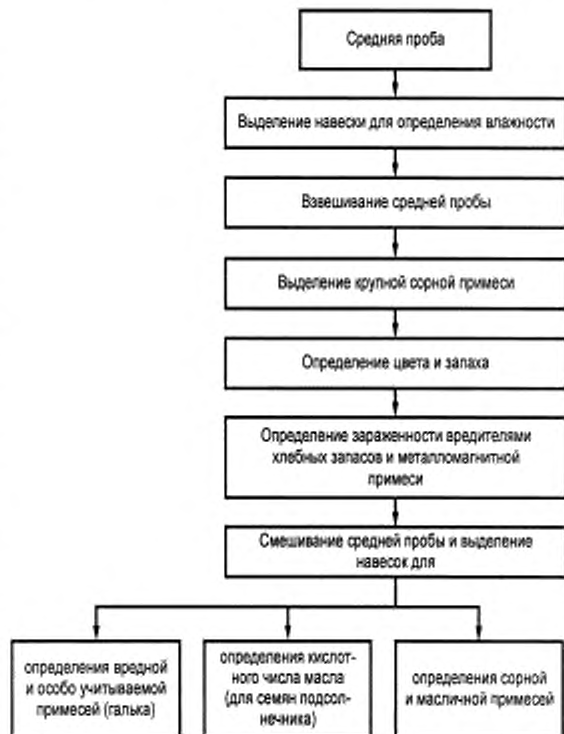 Средняя проба
Выделение навески для определения влажности
Взвешивание средней пробы
Выделение крупной сорной примеси
Определение цвета и запаха
Определение зараженности вредителями
хлебных запасов и металломагнитной
примеси
Смешивание средней пробы и выделение
навесок для
определения вредной
и особо учитываемой
примесей (галька)
определения кислот-
ного числа масла
(для семян подсол-
нечника)
определения сорной
и масличной примесей